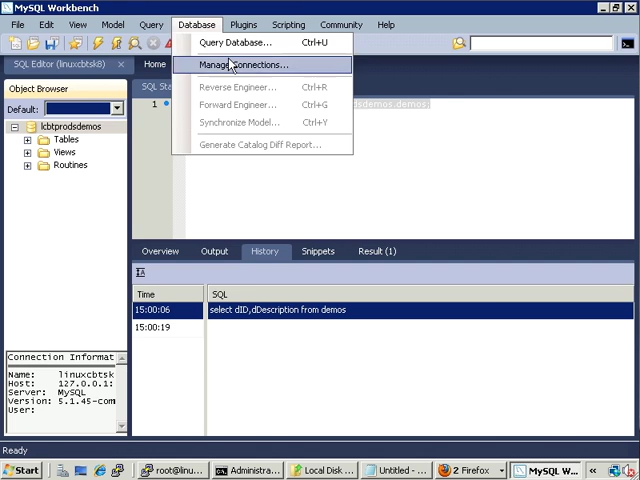 MySQL Workbench
File Edit View Model Query Database Plugins Scripting Community Help
SQL Editor (linuxcbtsk8) Home
Query Database... Ctrl+U
Manage Connections...
Reverse Engineer... Ctrl+R
Forward Engineer... Ctrl+G
Synchronize Model... Ctrl+Y
Generate Catalog Diff Report...
Object Browser
Default:
lcbtprodsdemos
Tables
Views
Routines
SQL Sta
1
dsdemos.demos;
Overview Output History Snippets Result (1)
Time SQL
15:00:06 select dID,dDescription from demos
15:00:19
Connection Informat
Name: linuxcbtsk
Host: 127.0.0.1:
Server: MySQL
Version: 5.1.45-com
User:
Ready
Start root@linu... Administra... Local Disk ... Untitled - ... 2 Firefox MySQL W... «